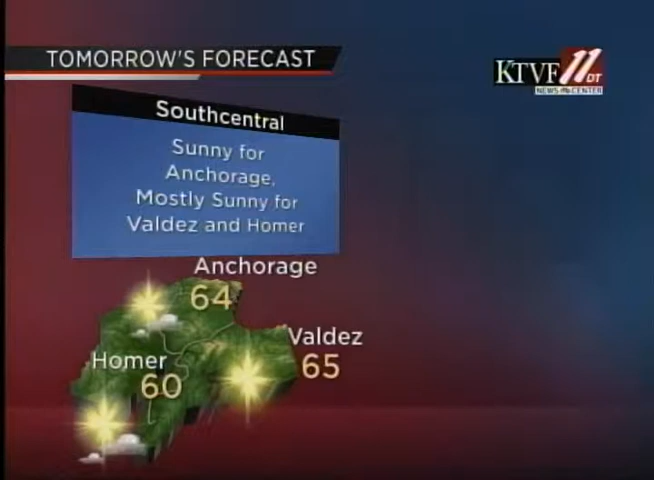 TOMORROW'S FORECAST
KTVF 11 DT
NEWS CENTER
Southcentral
Sunny for
Anchorage,
Mostly Sunny for
Valdez and Homer
Anchorage
64
Valdez
65
Homer
60